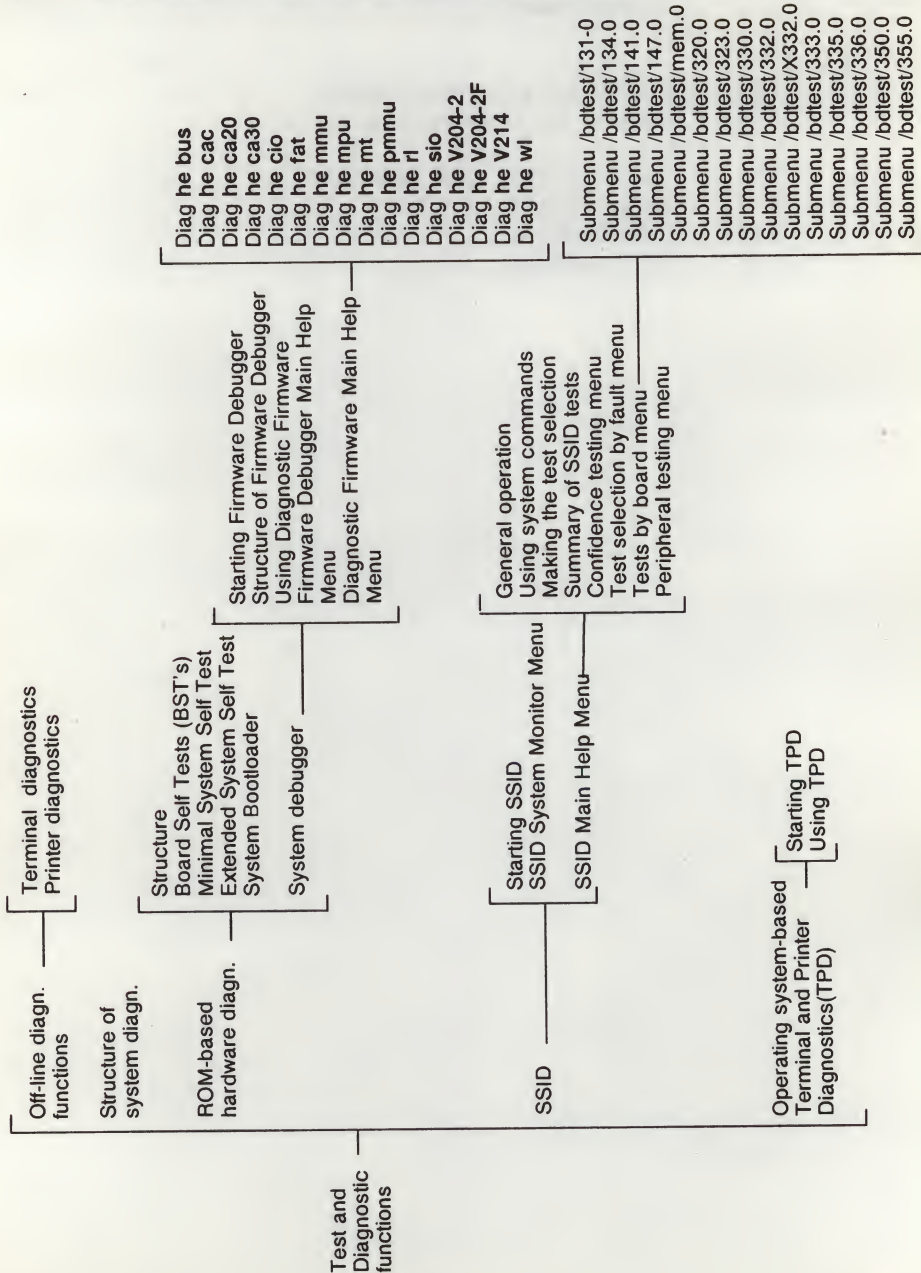 Test and
Diagnostic
functions
Off-line diagn.
functions
Structure of
system diagn.
ROM-based
hardware diagn.
SSID
Operating system-based
Terminal and Printer
Diagnostics(TPD)
Terminal diagnostics
Printer diagnostics
Structure
Board Self Tests (BST's)
Minimal System Self Test
Extended System Self Test
System Bootloader
System debugger
Starting Firmware Debugger
Structure of Firmware Debugger
Using Diagnostic Firmware
Firmware Debugger Main Help
Menu
Diagnostic Firmware Main Help
Menu
Diag he bus
Diag he cac
Diag he ca20
Diag he ca30
Diag he cio
Diag he fat
Diag he mmu
Diag he mpu
Diag he mt
Diag he pmmu
Diag he rl
Diag he sio
Diag he V204-2
Diag he V204-2F
Diag he V214
Diag he wl
Starting SSID
SSID System Monitor Menu
SSID Main Help Menu
General operation
Using system commands
Making the test selection
Summary of SSID tests
Confidence testing menu
Test selection by fault menu
Tests by board menu
Peripheral testing menu
Submenu /bdtest/131-0
Submenu /bdtest/134.0
Submenu /bdtest/141.0
Submenu /bdtest/147.0
Submenu /bdtest/mem.0
Submenu /bdtest/320.0
Submenu /bdtest/323.0
Submenu /bdtest/330.0
Submenu /bdtest/332.0
Submenu /bdtest/X332.0
Submenu /bdtest/333.0
Submenu /bdtest/335.0
Submenu /bdtest/336.0
Submenu /bdtest/350.0
Submenu /bdtest/355.0
Starting TPD
Using TPD